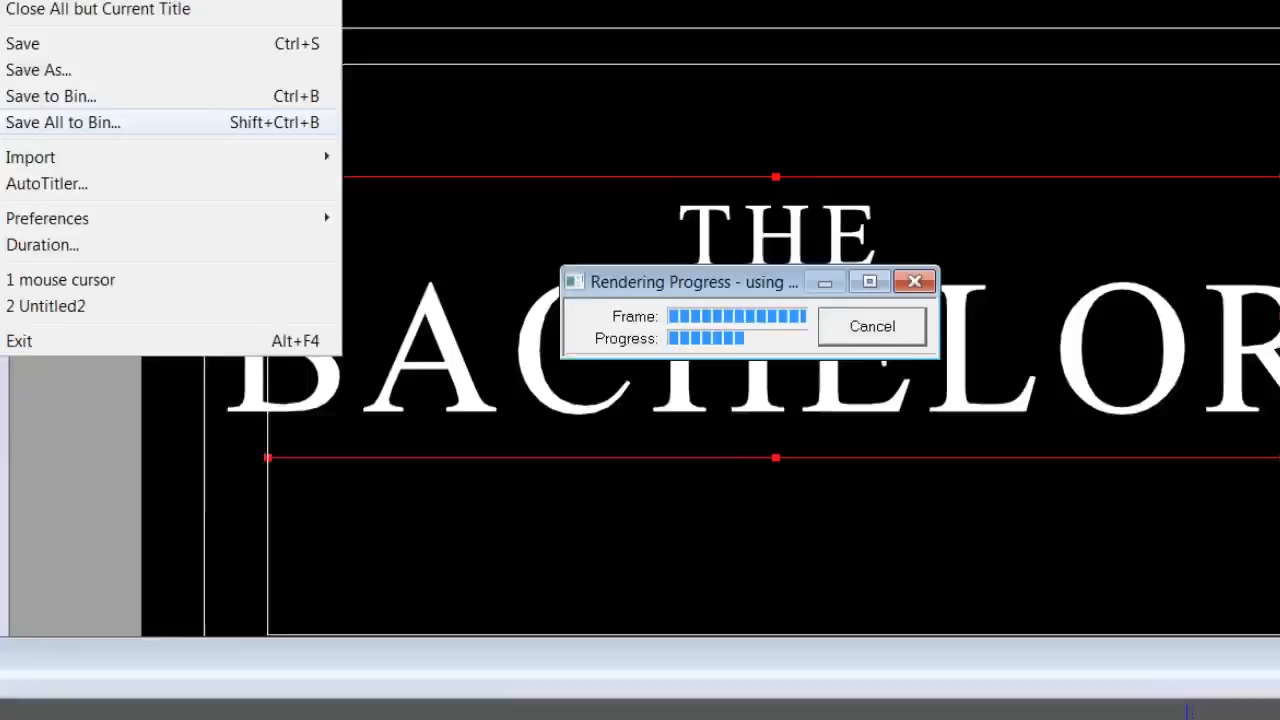 Close All but Current Title
Save Ctrl+S
Save As...
Save to Bin... Ctrl+B
Save All to Bin... Shift+Ctrl+B
Import
AutoTitler...
Preferences
Duration...
1 mouse cursor
2 Untitled2
Exit Alt+F4
THE
BACHELOR
Rendering Progress - using ...
Frame:
Progress:
Cancel